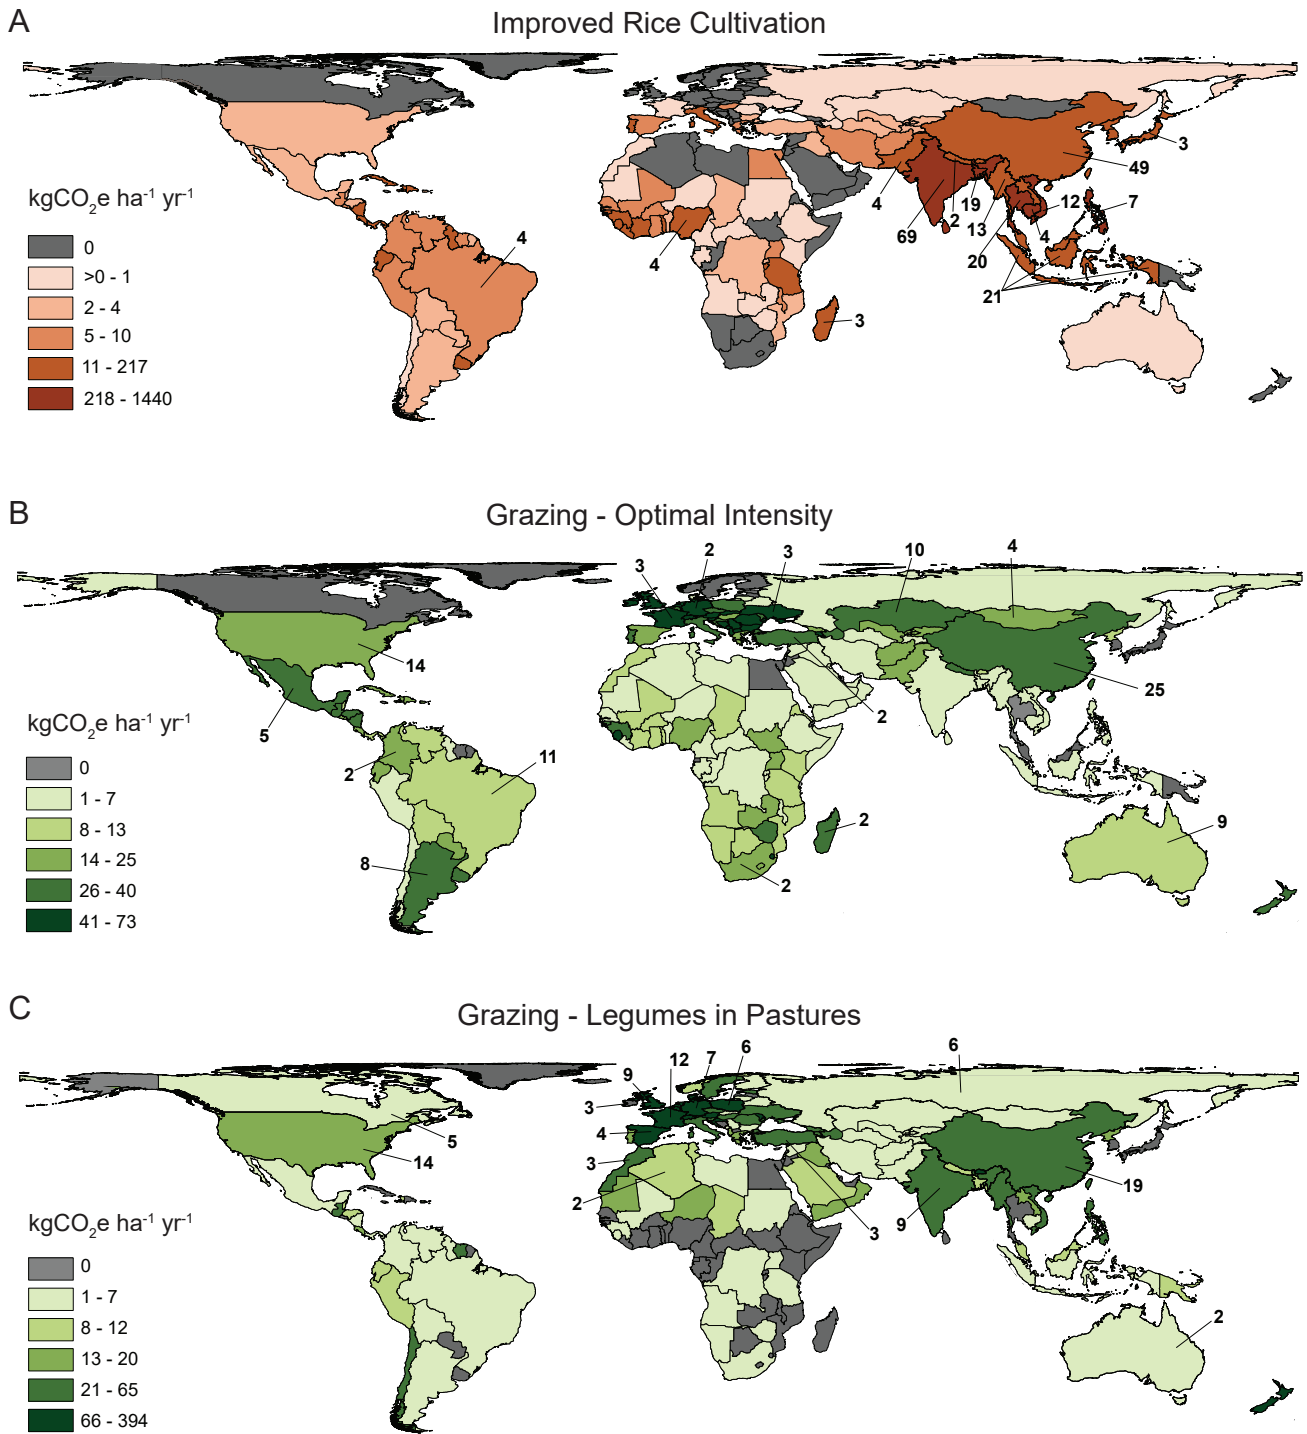 A
Improved Rice Cultivation
kgCO2e ha-1 yr-1
0
>0 - 1
2 - 4
5 - 10
11 - 217
218 - 1440
4
4
3
4
69
2
19
13
20
21
4
12
7
49
3
B
Grazing - Optimal Intensity
kgCO2e ha-1 yr-1
0
1 - 7
8 - 13
14 - 25
26 - 40
41 - 73
14
5
2
11
8
3
2
3
10
4
25
2
2
2
9
C
Grazing - Legumes in Pastures
kgCO2e ha-1 yr-1
0
1 - 7
8 - 12
13 - 20
21 - 65
66 - 394
5
14
9
12
7
6
6
3
4
3
2
3
9
19
2